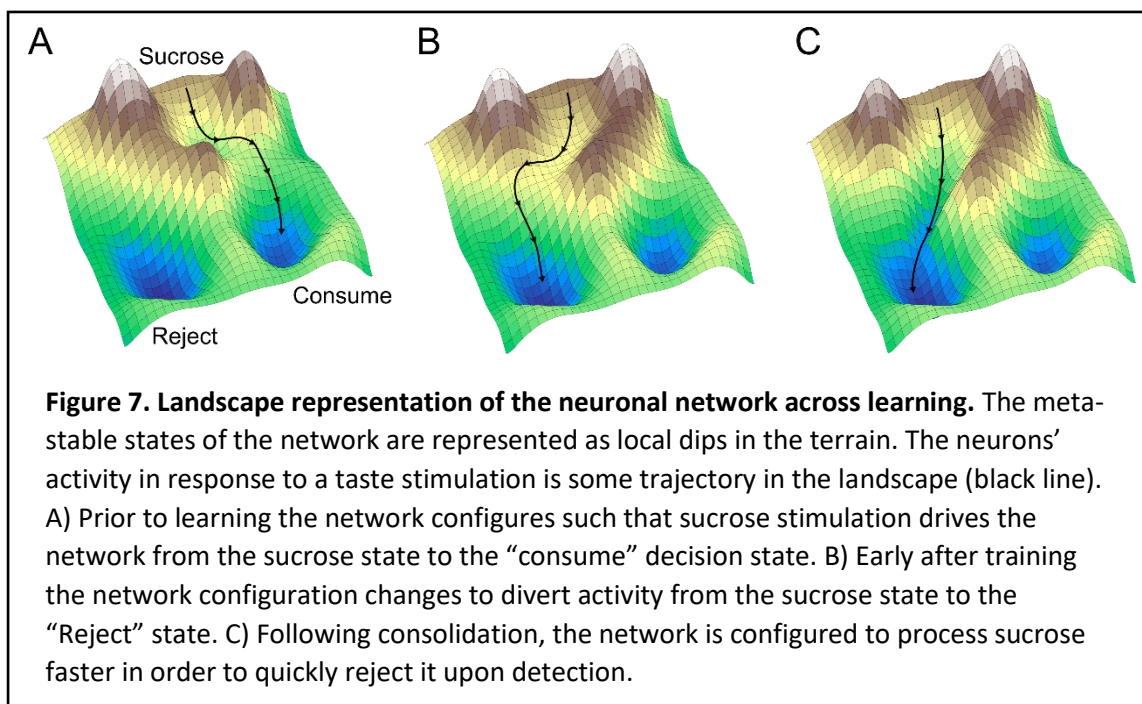 A
B
C
Sucrose
Consume
Reject
Figure 7. Landscape representation of the neuronal network across learning. The meta-
stable states of the network are represented as local dips in the terrain. The neurons’
activity in response to a taste stimulation is some trajectory in the landscape (black line).
A) Prior to learning the network configures such that sucrose stimulation drives the
network from the sucrose state to the “consume” decision state. B) Early after training
the network configuration changes to divert activity from the sucrose state to the
“Reject” state. C) Following consolidation, the network is configured to process sucrose
faster in order to quickly reject it upon detection.